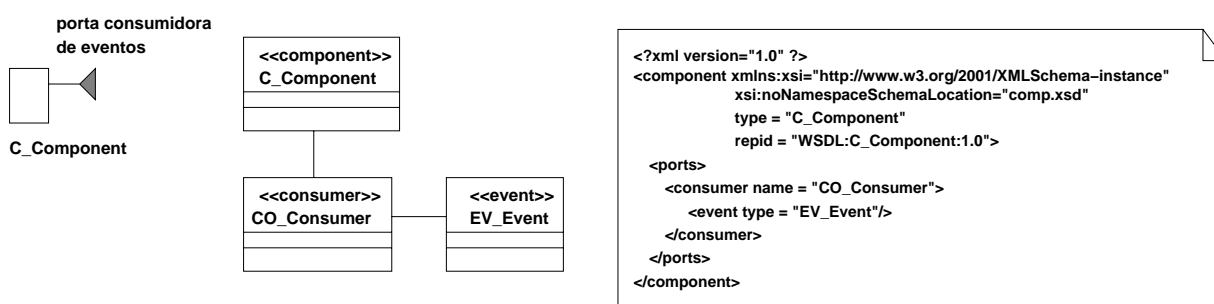 porta consumidora
de eventos
C_Component
<<component>>
C_Component
<<consumer>>
CO_Consumer
<<event>>
EV_Event
<?xml version="1.0" ?>
<component xmlns:xsi="http://www.w3.org/2001/XMLSchema−instance"
xsi:noNamespaceSchemaLocation="comp.xsd"
type = "C_Component"
repid = "WSDL:C_Component:1.0">
<ports>
<consumer name = "CO_Consumer">
<event type = "EV_Event"/>
</consumer>
</ports>
</component>